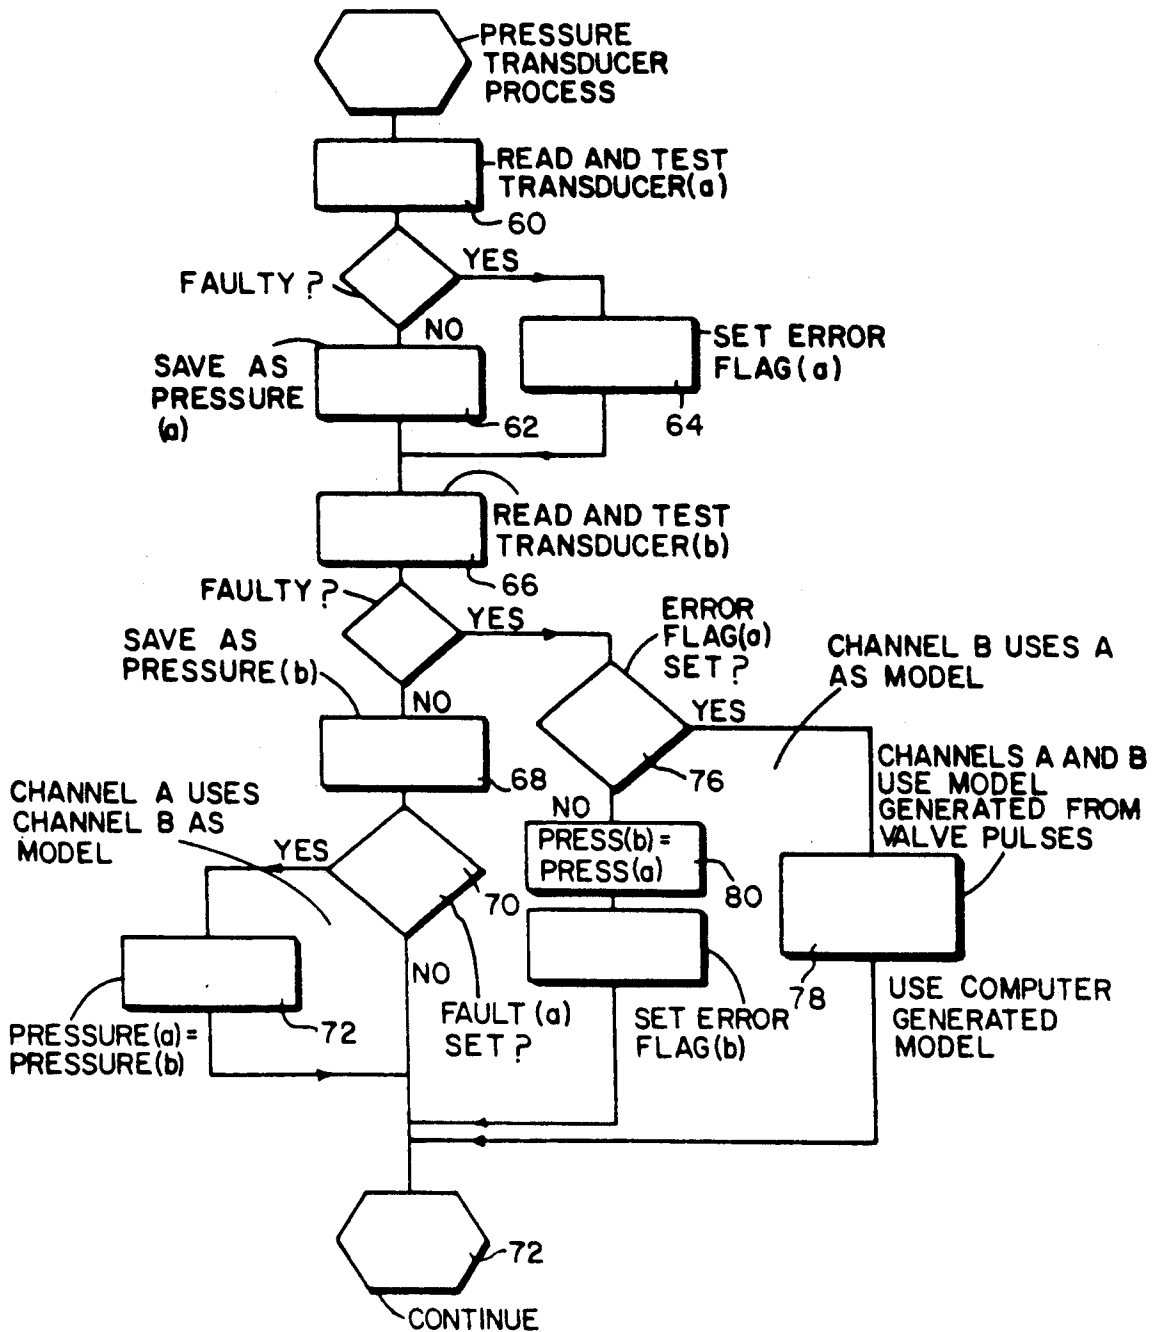 PRESSURE
TRANSDUCER
PROCESS
READ AND TEST
TRANSDUCER(a)
60
FAULTY ?
YES
NO
SAVE AS
PRESSURE
(a)
62
SET ERROR
FLAG(a)
64
READ AND TEST
TRANSDUCER(b)
66
FAULTY ?
YES
NO
SAVE AS
PRESSURE(b)
68
ERROR
FLAG(a)
SET ?
YES
76
NO
CHANNEL B USES A
AS MODEL
CHANNELS A AND B
USE MODEL
GENERATED FROM
VALVE PULSES
CHANNEL A USES
CHANNEL B AS
MODEL
YES
70
NO
FAULT (a)
SET ?
PRESS(b) =
PRESS(a)
80
SET ERROR
FLAG(b)
78
USE COMPUTER
GENERATED
MODEL
72
PRESSURE(a) =
PRESSURE(b)
72
CONTINUE